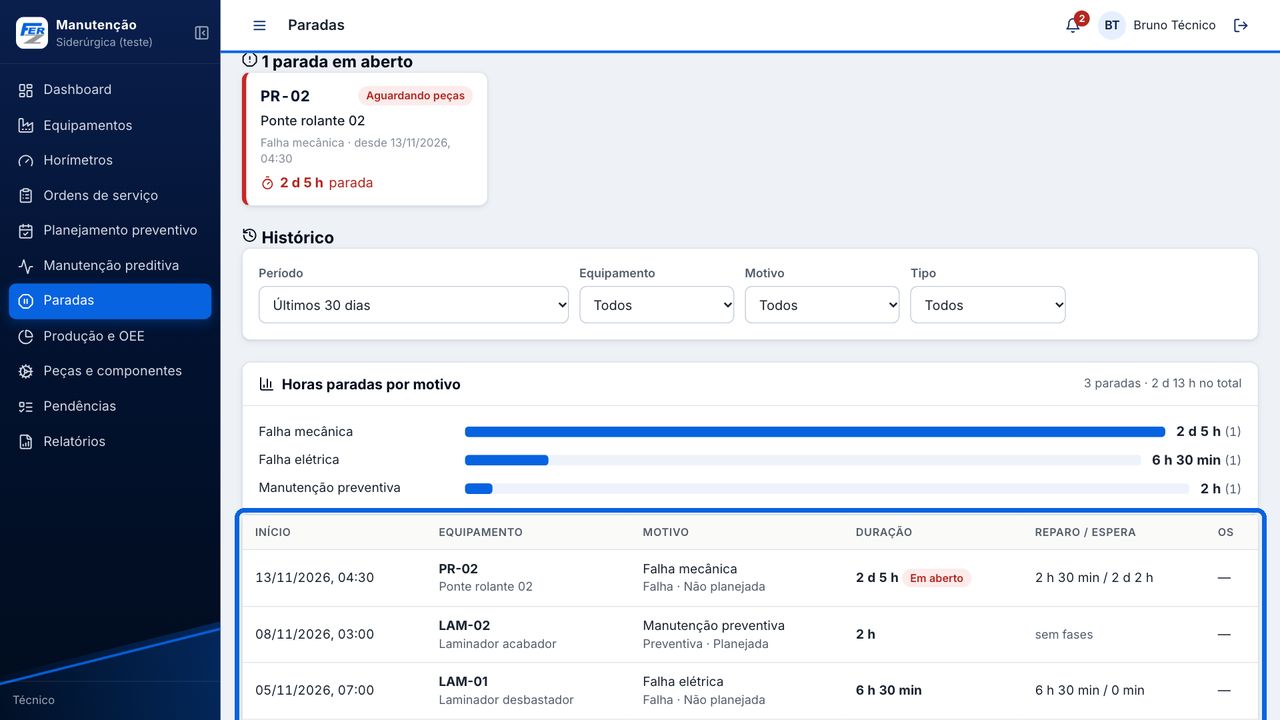 FER
2
Manutenção
Siderúrgica (teste)
Dashboard
Equipamentos
Horímetros
Ordens de serviço
Planejamento preventivo
Manutenção preditiva
Paradas
Produção e OEE
Peças e componentes
Pendências
Relatórios
Técnico
Paradas
2
BT
Bruno Técnico
1 parada em aberto
PR-02 Aguardando peças
Ponte rolante 02
Falha mecânica · desde 13/11/2026,
04:30
2 d 5 h parada
Histórico
Período Equipamento Motivo Tipo
Últimos 30 dias Todos Todos Todos
Horas paradas por motivo 3 paradas · 2 d 13 h no total
Falha mecânica 2 d 5 h (1)
Falha elétrica 6 h 30 min (1)
Manutenção preventiva 2 h (1)
INÍCIO EQUIPAMENTO MOTIVO DURAÇÃO REPARO / ESPERA OS
13/11/2026, 04:30 PR-02 Falha mecânica 2 d 5 h Em aberto 2 h 30 min / 2 d 2 h —
Ponte rolante 02 Falha · Não planejada
08/11/2026, 03:00 LAM-02 Manutenção preventiva 2 h sem fases —
Laminador acabador Preventiva · Planejada
05/11/2026, 07:00 LAM-01 Falha elétrica 6 h 30 min 6 h 30 min / 0 min —
Laminador desbastador Falha · Não planejada